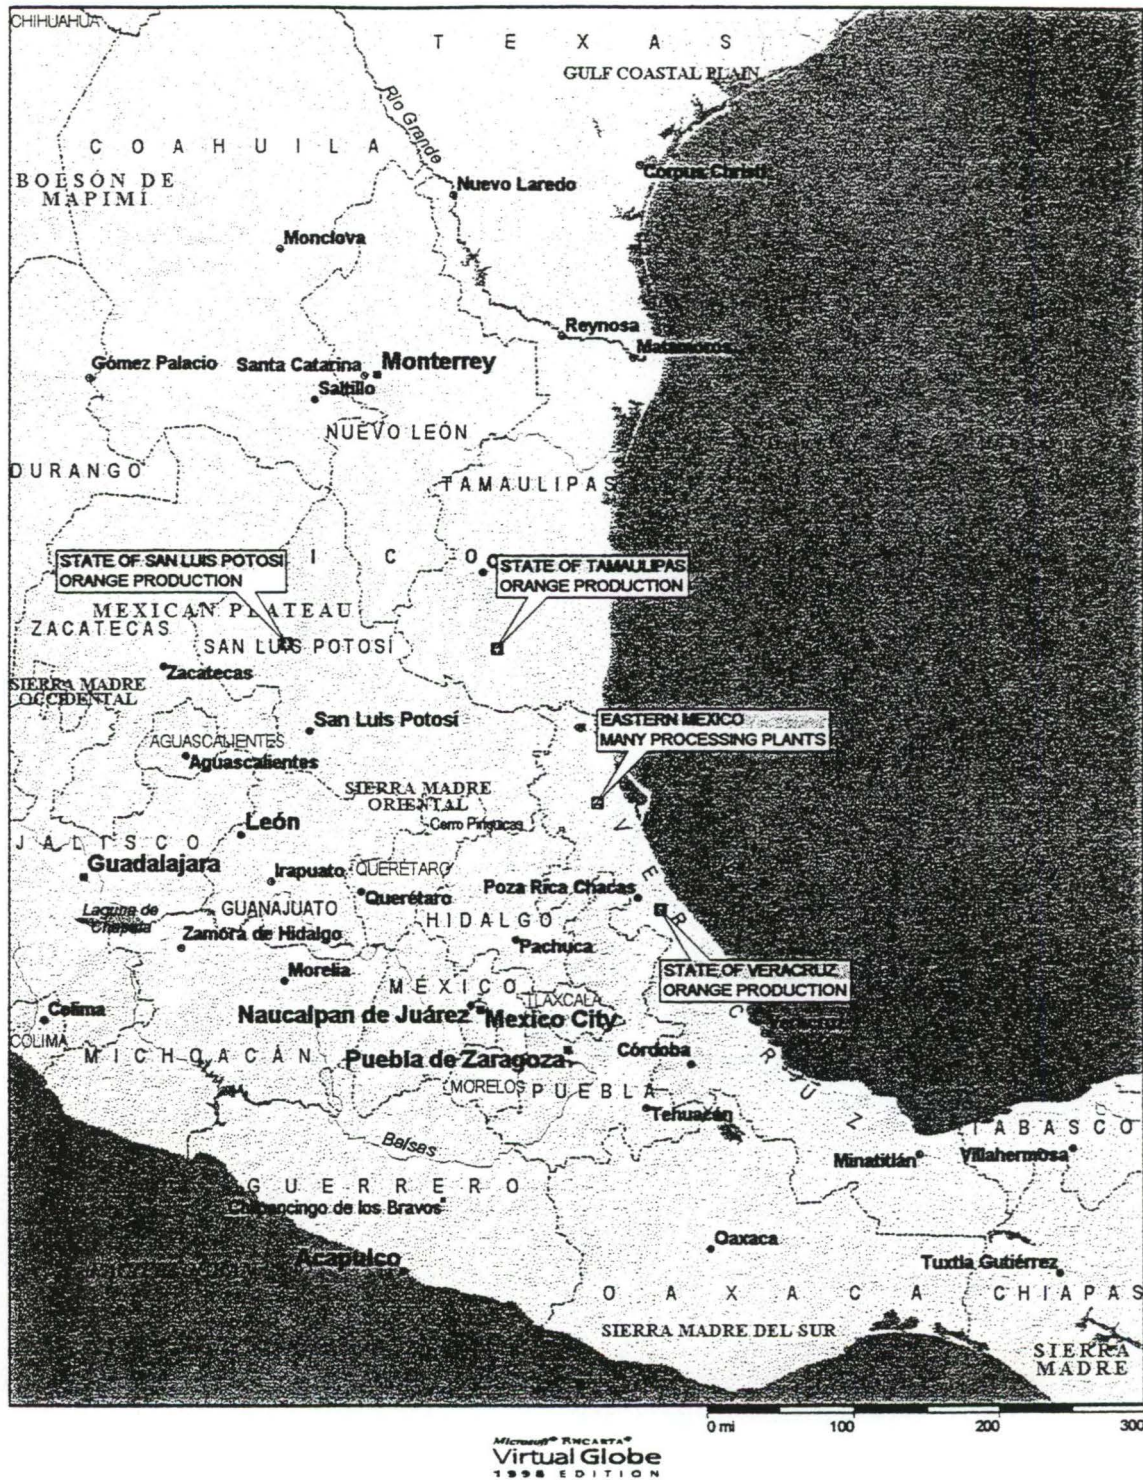 CHIHUAHUA
T E X A S
GULF COASTAL PLAIN
Rio Grande
C O A H U I L A
BOLSÓN DE
MAPIMÍ
Corpus Christi
Nuevo Laredo
Monclova
Reynosa
Matamoros
Gómez Palacio
Santa Catarina
Monterrey
Saltillo
NUEVO LEÓN
DURANGO
TAMAULIPAS
I C O
STATE OF SAN LUIS POTOSI
ORANGE PRODUCTION
STATE OF TAMAULIPAS
ORANGE PRODUCTION
MEXICAN PLATEAU
ZACATECAS
SAN LUIS POTOSÍ
Zacatecas
SIERRA MADRE
OCCIDENTAL
San Luis Potosí
EASTERN MEXICO
MANY PROCESSING PLANTS
AGUASCALIENTES
Aguascalientes
SIERRA MADRE
ORIENTAL
León
JALISCO
Guadalajara
Irapuato
QUERÉTARO
Querétaro
Poza Rica Chacas
GUANAJUATO
HIDALGO
Laguna de
Chapala
Zamora de Hidalgo
Pachuca
Morelia
STATE OF VERACRUZ
ORANGE PRODUCTION
MÉXICO
TLAXCALA
Naucalpan de Juárez
Mexico City
Veracruz
Colima
COLIMA
MICHOACÁN
Puebla de Zaragoza
Córdoba
MORELOS
PUEBLA
Tehuacán
V E R A C R U Z
TABASCO
Balsas
Minatitlán
Villahermosa
GUERRERO
Chilpancingo de los Bravos
Acapulco
Oaxaca
Tuxtla Gutiérrez
O A X A C A
CHIAPAS
SIERRA MADRE DEL SUR
SIERRA
MADRE
0 mi 100 200 300
Microsoft® ENCARTA®
Virtual Globe
1998 EDITION